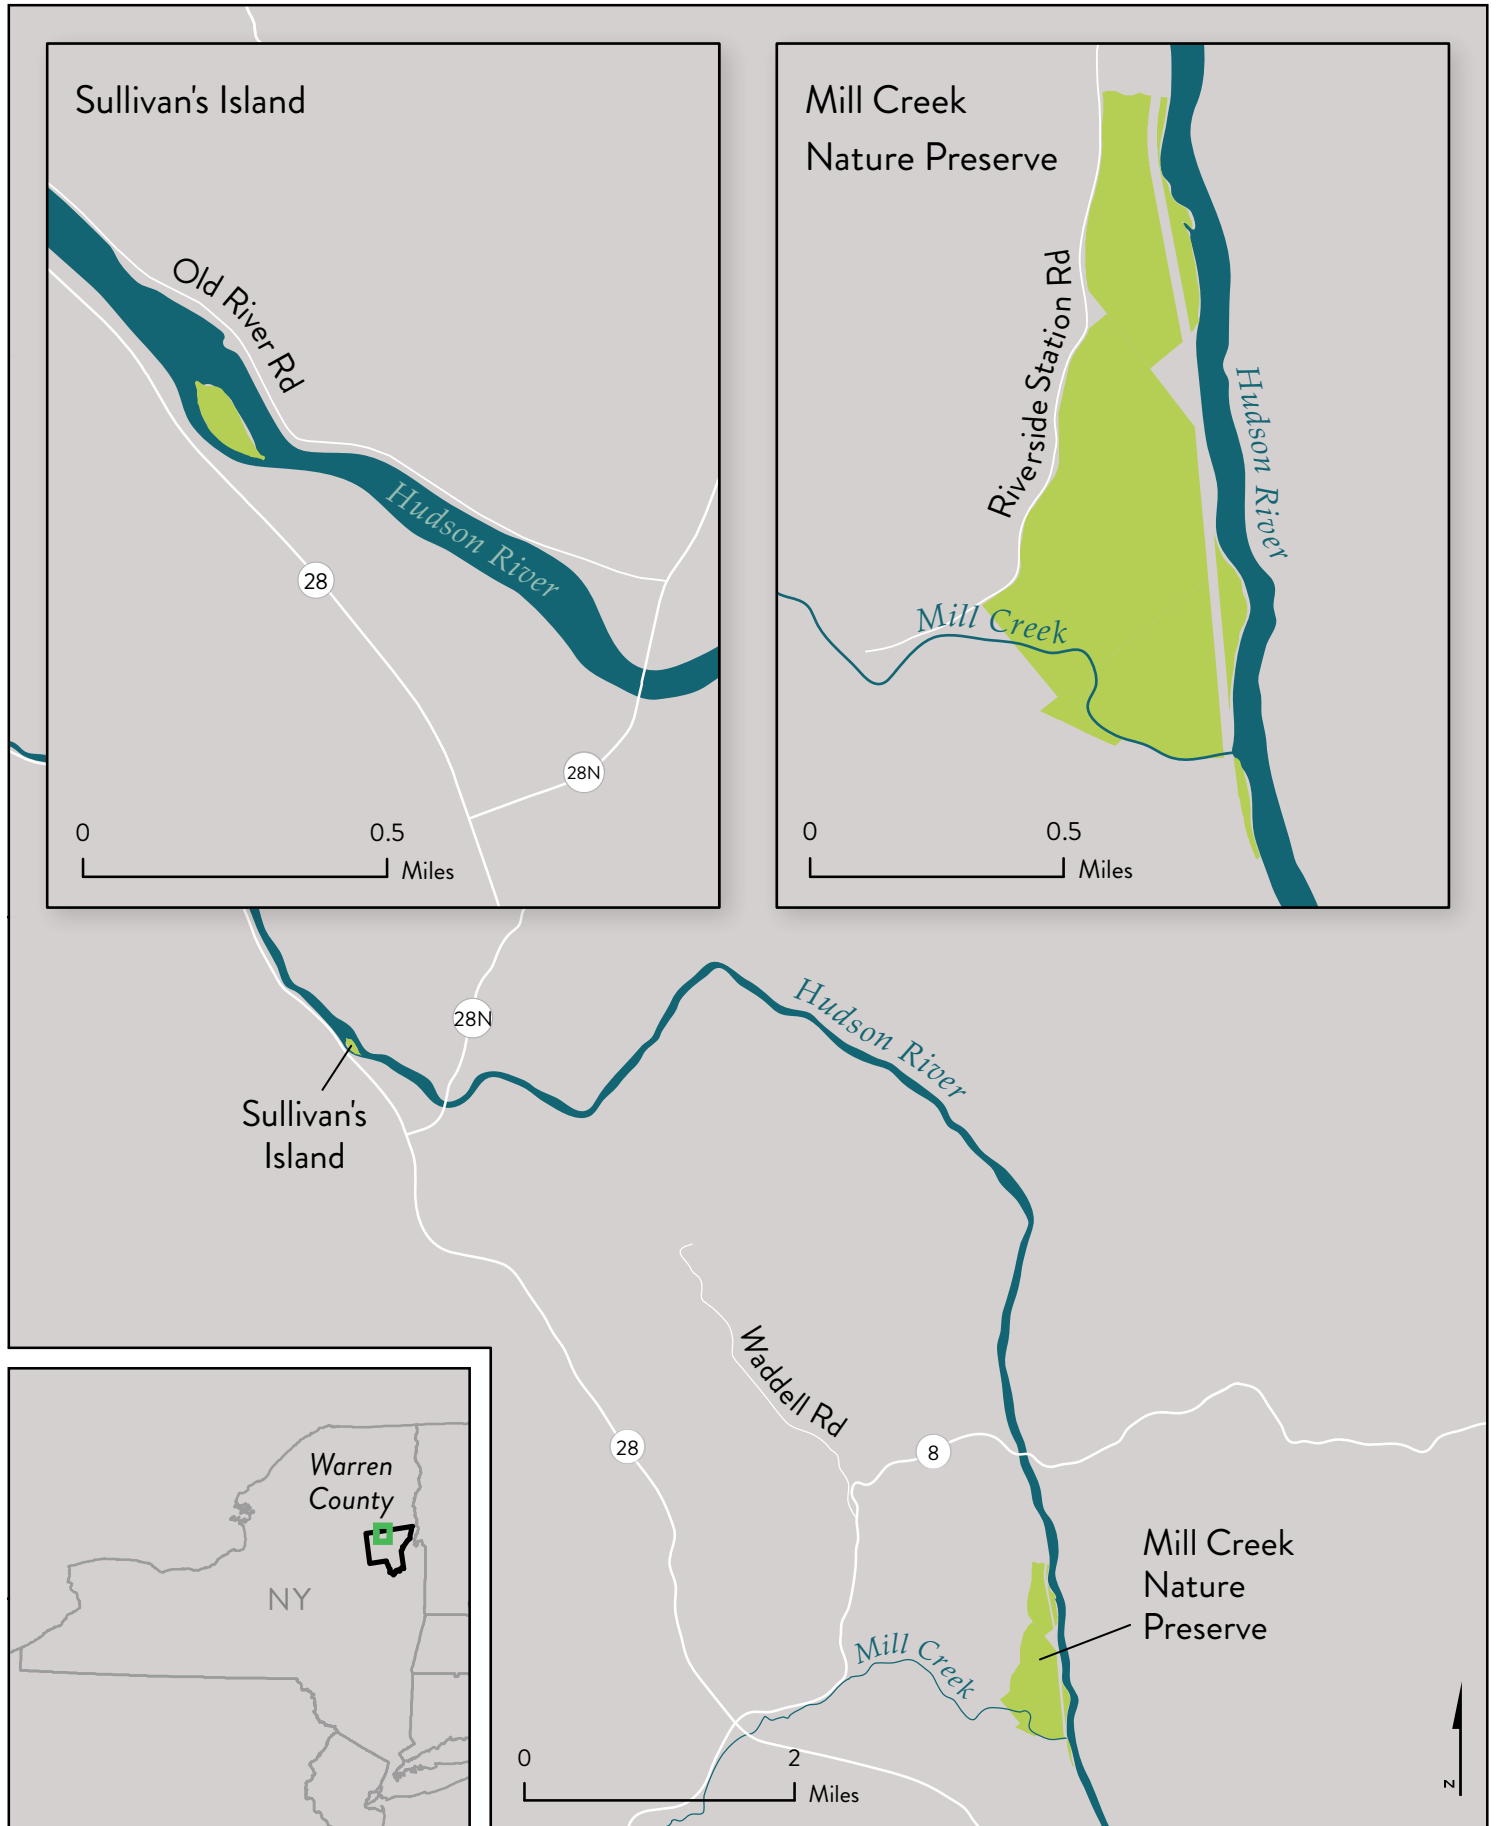 Sullivan's Island
Old River Rd
Hudson River
28
28N
0 0.5
Miles
Mill Creek
Nature Preserve
Riverside Station Rd
Hudson River
Mill Creek
0 0.5
Miles
28N
Hudson River
Sullivan's
Island
Waddell Rd
28
8
Mill Creek
Nature
Preserve
Mill Creek
0 2
Miles
N
Warren
County
NY